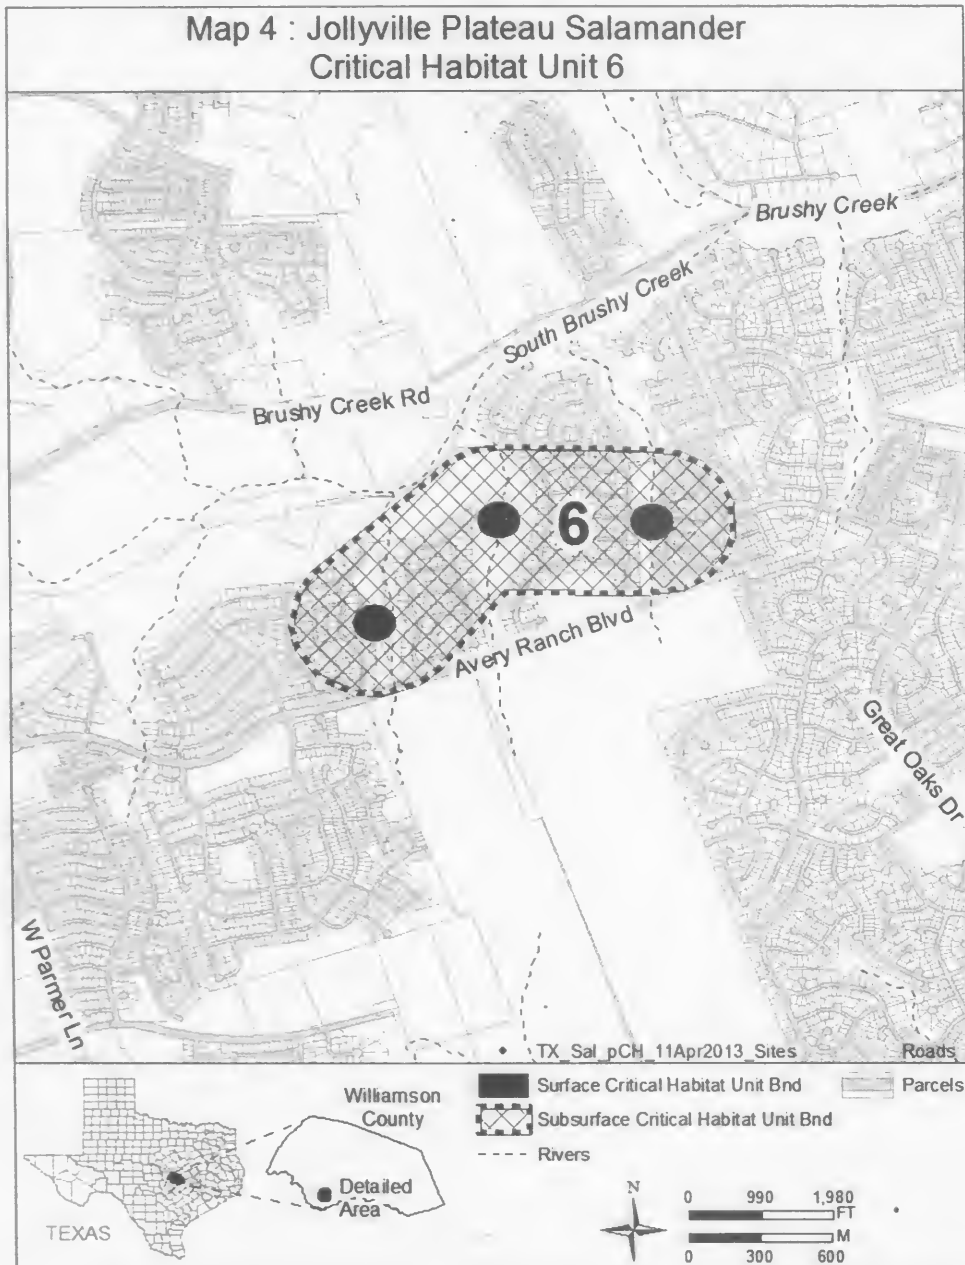 Map 4 : Jollyville Plateau Salamander
Critical Habitat Unit 6
Brushy Creek
South Brushy Creek
Brushy Creek Rd
6
Avery Ranch Blvd
Great Oaks Dr
W Parmer Ln
TX_Sal_pCH_11Apr2013_Sites
Roads
Surface Critical Habitat Unit Bnd
Parcels
Subsurface Critical Habitat Unit Bnd
Rivers
Williamson
County
Detailed
Area
TEXAS
N
0 990 1,980
FT
M
0 300 600